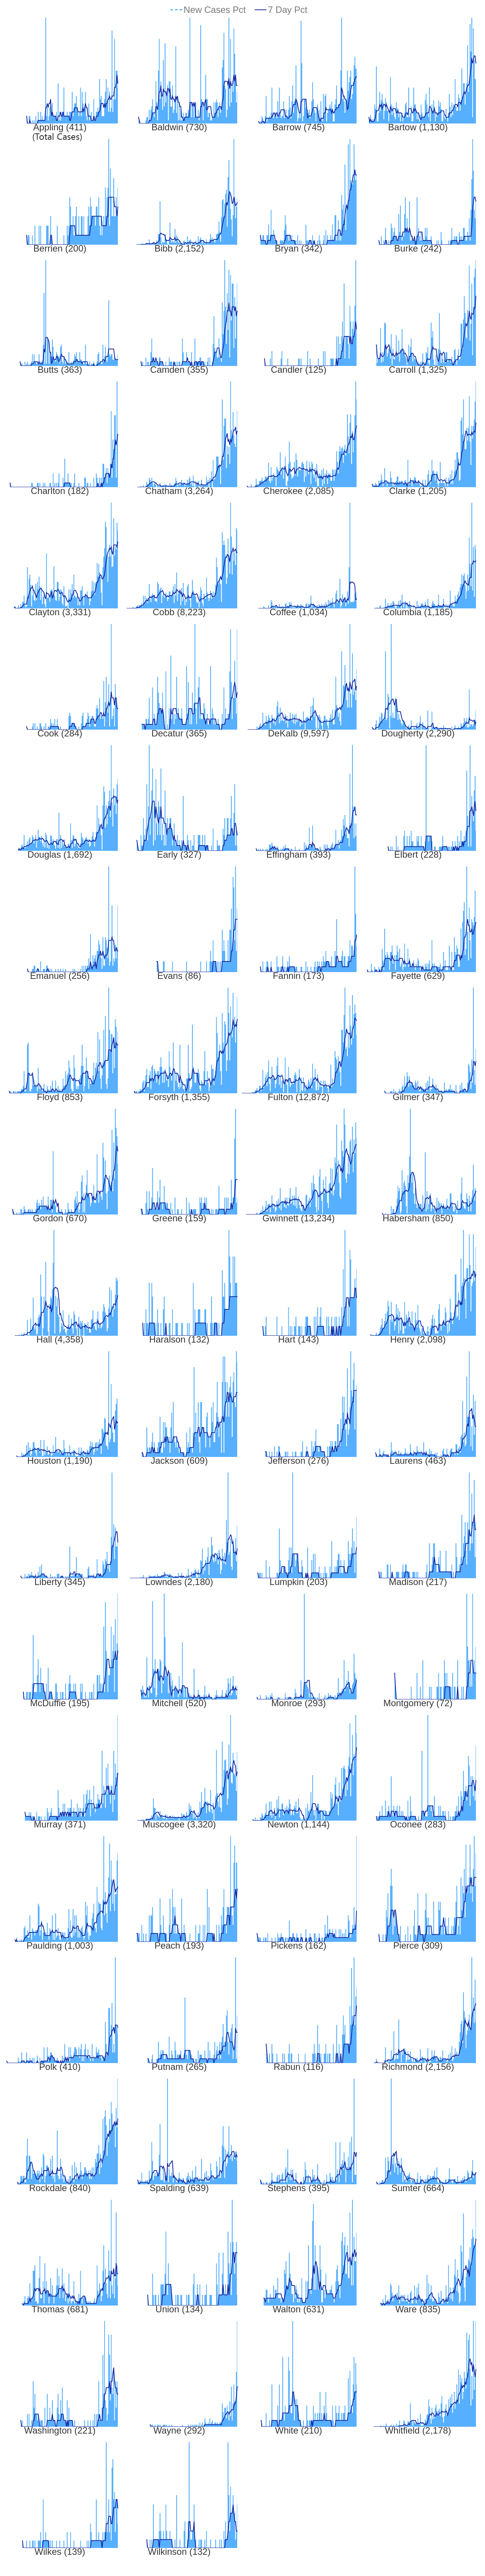 New Cases Pct 7 Day Pct
Appling (411) Baldwin (730) Barrow (745) Bartow (1,130)
(Total Cases)
Berrien (200) Bibb (2,152) Bryan (342) Burke (242)
Butts (363) Camden (355) Candler (125) Carroll (1,325)
Charlton (182) Chatham (3,264) Cherokee (2,085) Clarke (1,205)
Clayton (3,331) Cobb (8,223) Coffee (1,034) Columbia (1,185)
Cook (284) Decatur (365) DeKalb (9,597) Dougherty (2,290)
Douglas (1,692) Early (327) Effingham (393) Elbert (228)
Emanuel (256) Evans (86) Fannin (173) Fayette (629)
Floyd (853) Forsyth (1,355) Fulton (12,872) Gilmer (347)
Gordon (670) Greene (159) Gwinnett (13,234) Habersham (850)
Hall (4,358) Haralson (132) Hart (143) Henry (2,098)
Houston (1,190) Jackson (609) Jefferson (276) Laurens (463)
Liberty (345) Lowndes (2,180) Lumpkin (203) Madison (217)
McDuffie (195) Mitchell (520) Monroe (293) Montgomery (72)
Murray (371) Muscogee (3,320) Newton (1,144) Oconee (283)
Paulding (1,003) Peach (193) Pickens (162) Pierce (309)
Polk (410) Putnam (265) Rabun (116) Richmond (2,156)
Rockdale (840) Spalding (639) Stephens (395) Sumter (664)
Thomas (681) Union (134) Walton (631) Ware (835)
Washington (221) Wayne (292) White (210) Whitfield (2,178)
Wilkes (139) Wilkinson (132)